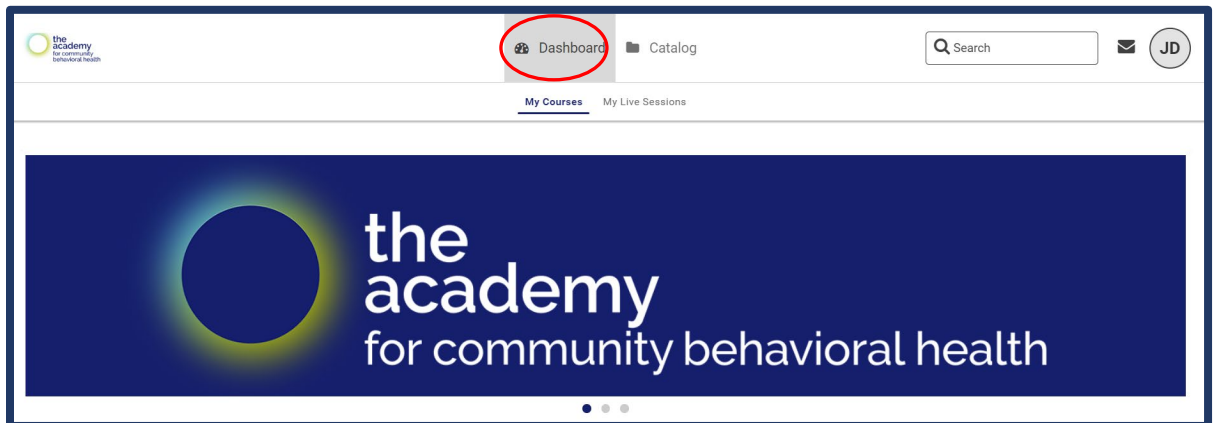 the
academy
for community
behavioral health
Dashboard
Catalog
Search
JD
My Courses
My Live Sessions
the
academy
for community behavioral health